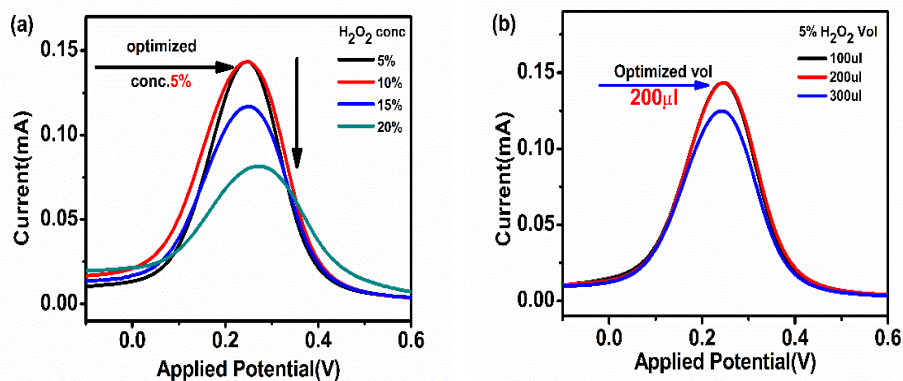 (a)
H₂O₂ conc
5%
10%
15%
20%
optimized
conc.5%
0.15
0.10
0.05
0.00
Current(mA)
0.0
0.2
0.4
0.6
Applied Potential(V)
(b)
5% H₂O₂ Vol
100ul
200ul
300ul
Optimized vol
200µl
0.15
0.10
0.05
0.00
Current(mA)
0.0
0.2
0.4
0.6
Applied Potential(V)